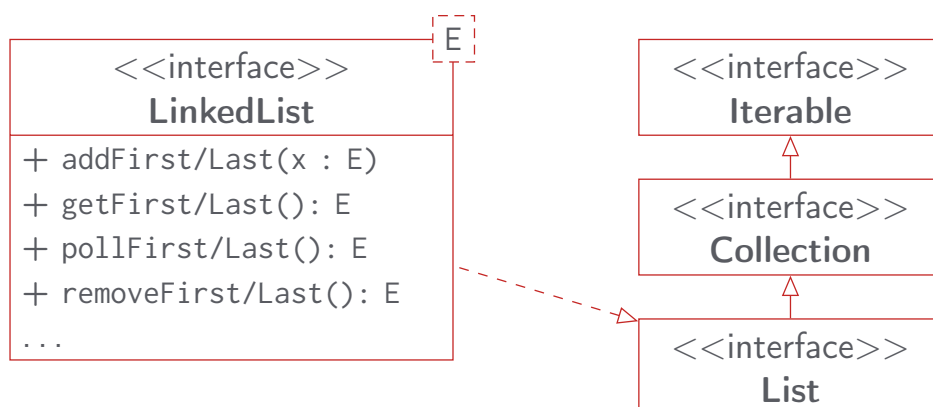 E
<<interface>>
LinkedList
+ addFirst/Last(x : E)
+ getFirst/Last(): E
+ pollFirst/Last(): E
+ removeFirst/Last(): E
...
<<interface>>
Iterable
<<interface>>
Collection
<<interface>>
List